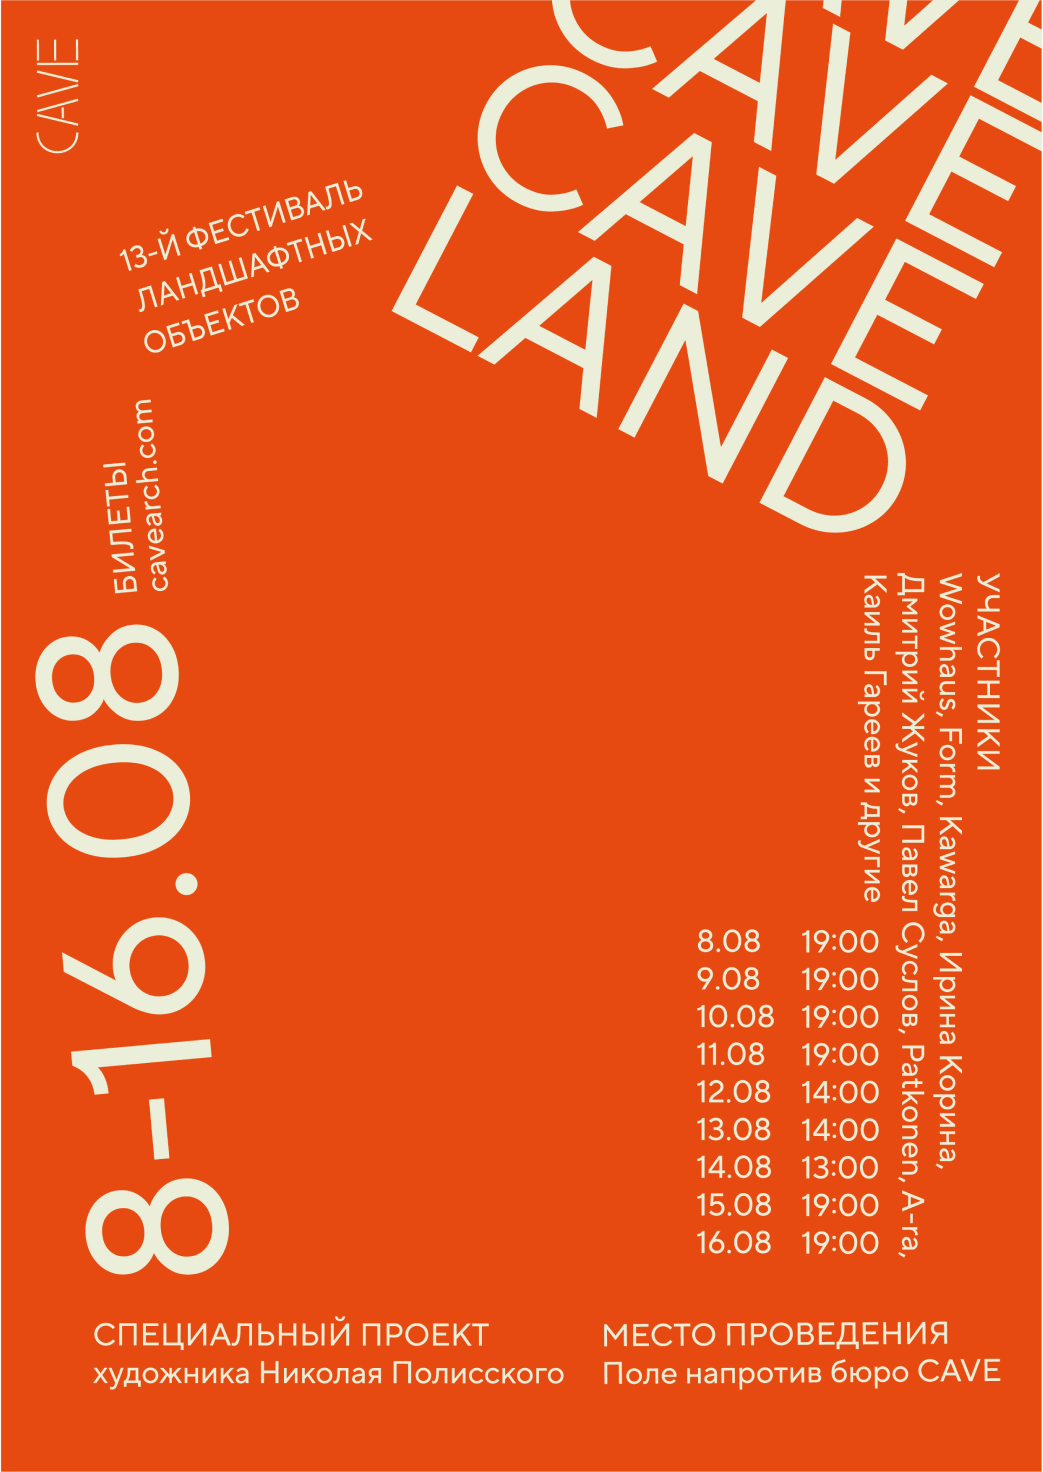 CAVE
CAVE
CAVE
CAVE
LAND
13-Й ФЕСТИВАЛЬ
ЛАНДШАФТНЫХ
ОБЪЕКТОВ
БИЛЕТЫ
cavearch.com
8-16.08
УЧАСТНИКИ
Wowhaus, Form, Kawarga, Ирина Корина,
Дмитрий Жуков, Павел Суслов, Patkonen, А-га,
Каиль Гареев и другие
8.08 19:00
9.08 19:00
10.08 19:00
11.08 19:00
12.08 14:00
13.08 14:00
14.08 13:00
15.08 19:00
16.08 19:00
СПЕЦИАЛЬНЫЙ ПРОЕКТ
художника Николая Полисского
МЕСТО ПРОВЕДЕНИЯ
Поле напротив бюро CAVE